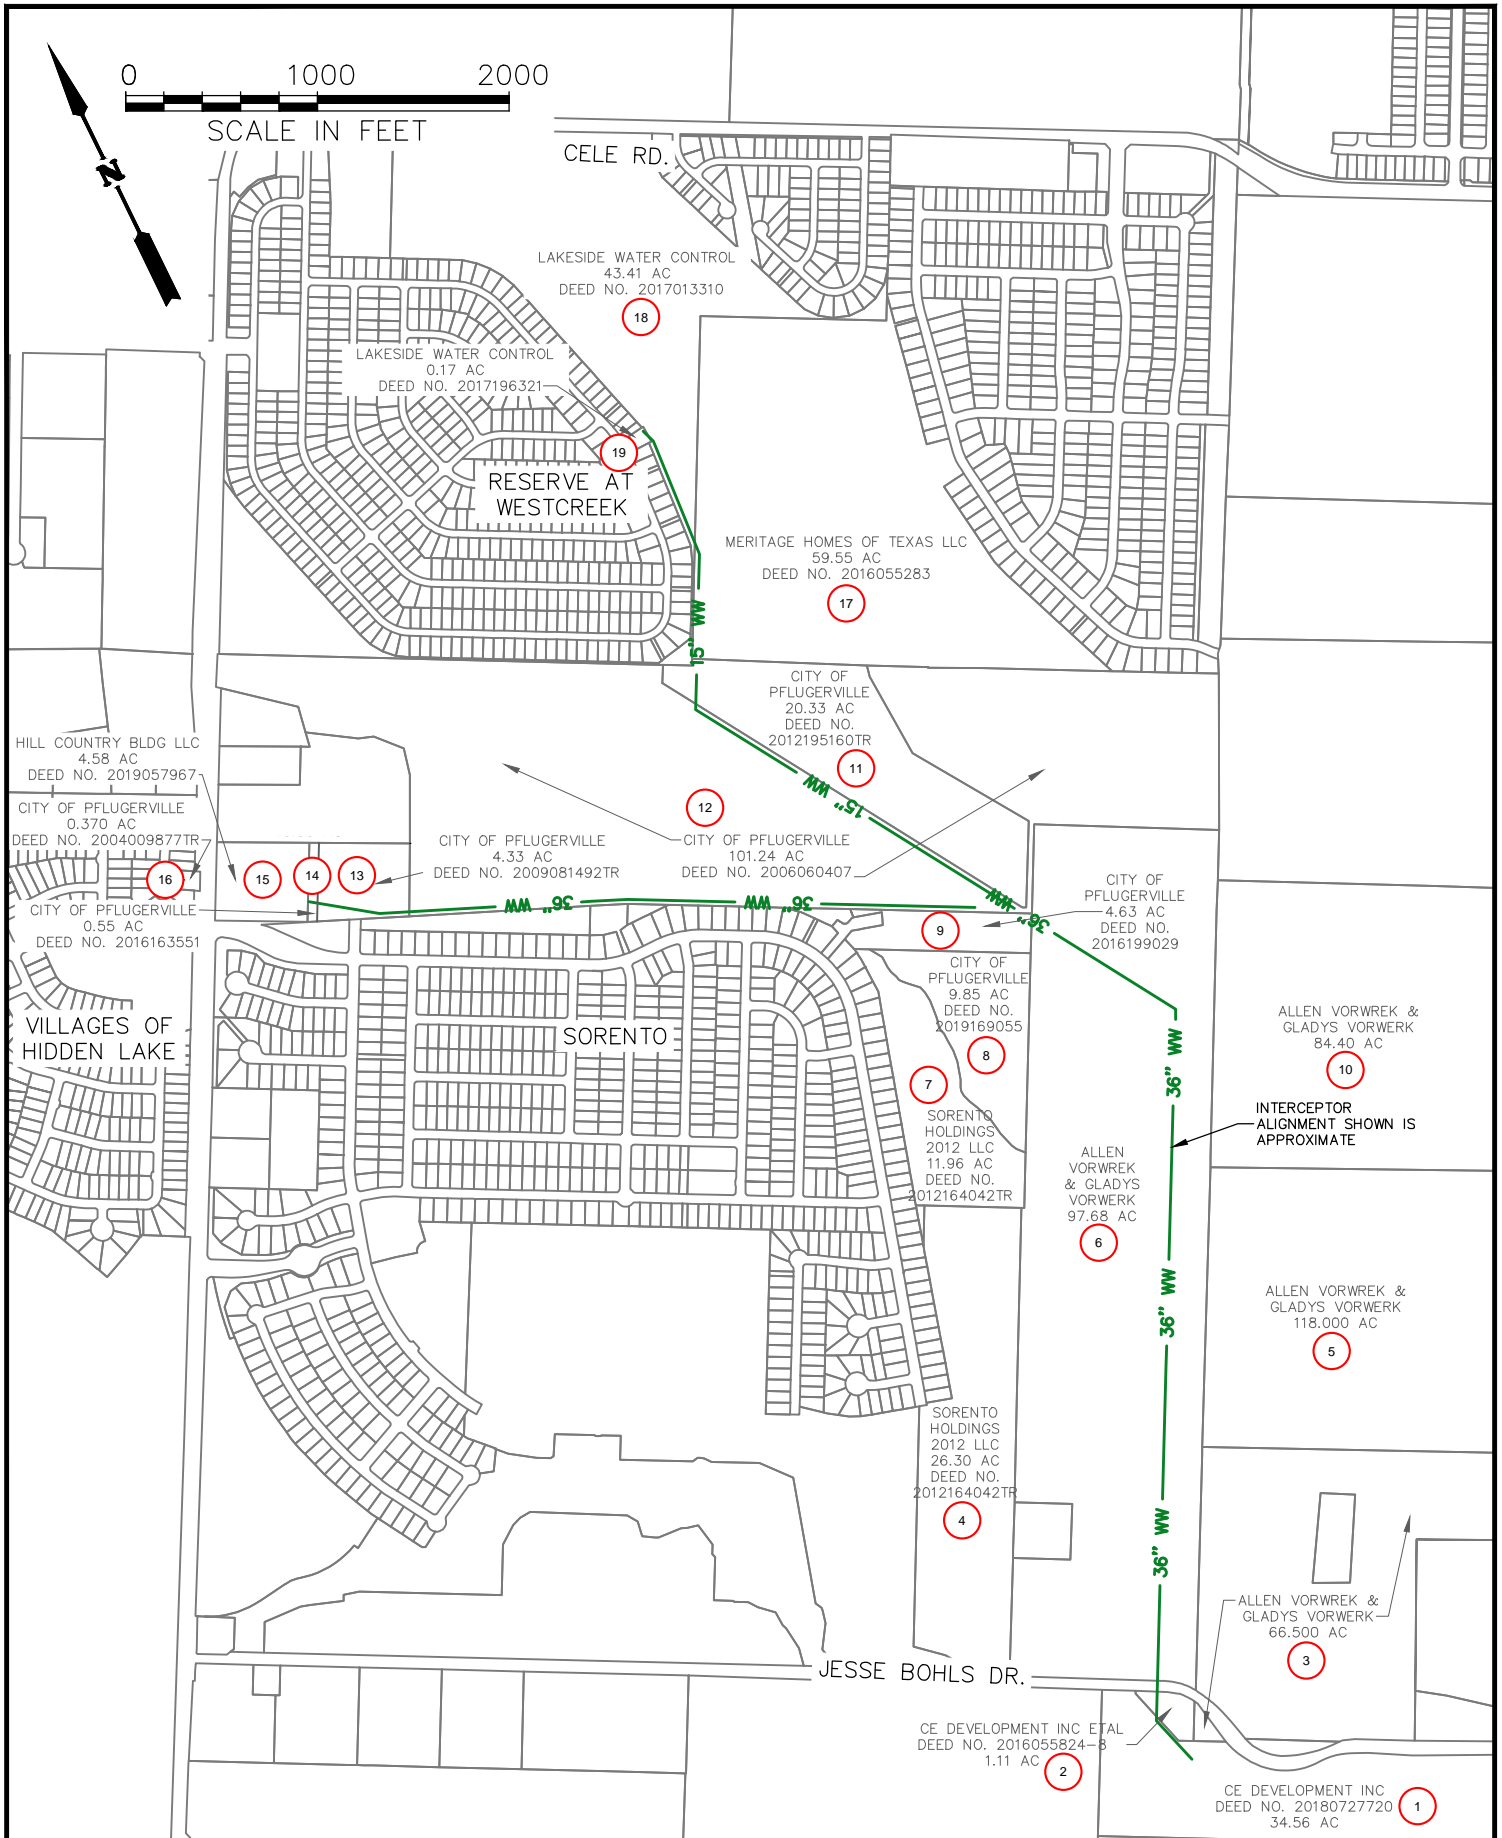 0 1000 2000
SCALE IN FEET
N
CELE RD.
LAKESIDE WATER CONTROL
43.41 AC
DEED NO. 2017013310
18
LAKESIDE WATER CONTROL
0.17 AC
DEED NO. 2017196321
19
RESERVE AT
WESTCREEK
MERITAGE HOMES OF TEXAS LLC
59.55 AC
DEED NO. 2016055283
17
15" WW
CITY OF
PFLUGERVILLE
20.33 AC
DEED NO.
2012195160TR
11
15" WW
HILL COUNTRY BLDG LLC
4.58 AC
DEED NO. 2019057967
CITY OF PFLUGERVILLE
0.370 AC
DEED NO. 2004009877TR
16
15
14
13
CITY OF PFLUGERVILLE
0.55 AC
DEED NO. 2016163551
CITY OF PFLUGERVILLE
4.33 AC
DEED NO. 2009081492TR
12
CITY OF PFLUGERVILLE
101.24 AC
DEED NO. 2006060407
36" WW
36" WW
36" WW
9
CITY OF
PFLUGERVILLE
4.63 AC
DEED NO.
2016199029
CITY OF
PFLUGERVILLE
9.85 AC
DEED NO.
2019169055
8
7
SORENTO
HOLDINGS
2012 LLC
11.96 AC
DEED NO.
2012164042TR
VILLAGES OF
HIDDEN LAKE
SORENTO
ALLEN VORWREK &
GLADYS VORWERK
84.40 AC
10
36" WW
INTERCEPTOR
ALIGNMENT SHOWN IS
APPROXIMATE
ALLEN
VORWREK
& GLADYS
VORWERK
97.68 AC
6
36" WW
ALLEN VORWREK &
GLADYS VORWERK
118.000 AC
5
SORENTO
HOLDINGS
2012 LLC
26.30 AC
DEED NO.
2012164042TR
4
36" WW
ALLEN VORWREK &
GLADYS VORWERK
66.500 AC
3
JESSE BOHLS DR.
CE DEVELOPMENT INC ETAL
DEED NO. 2016055824-8
1.11 AC
2
CE DEVELOPMENT INC
DEED NO. 20180727720
34.56 AC
1